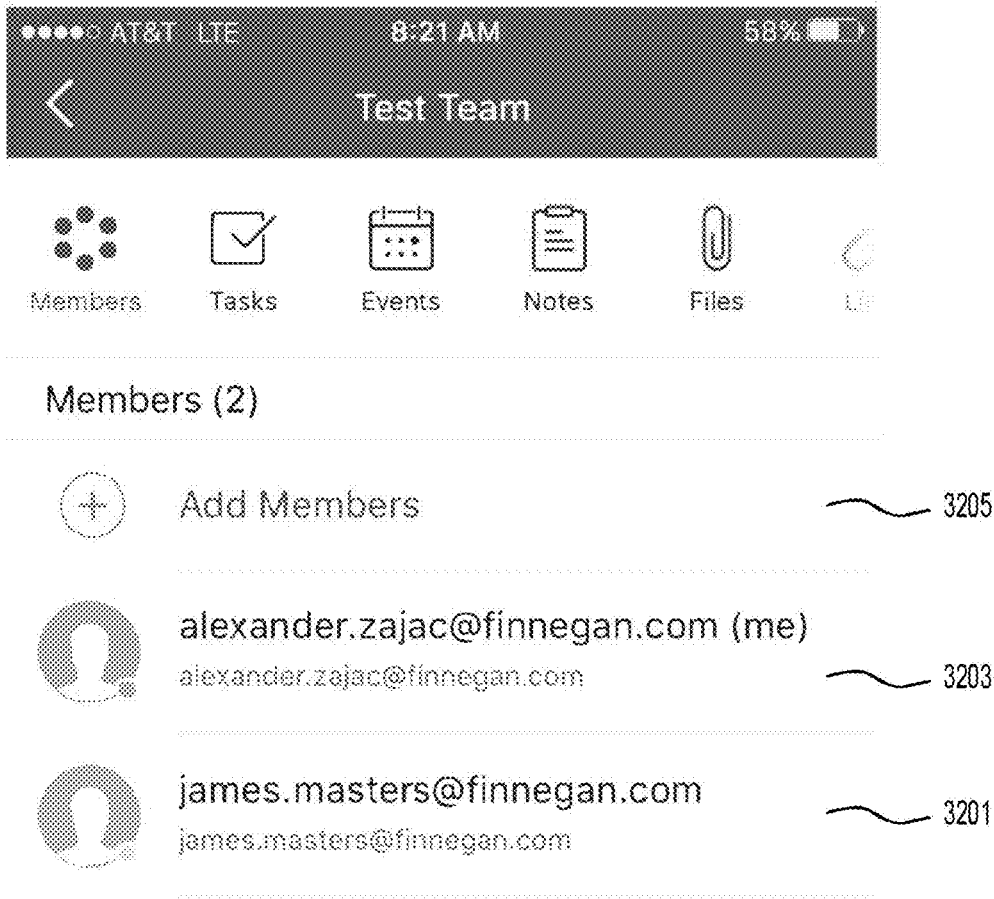 AT&T LTE 8:21 AM 58%
Test Team
Members Tasks Events Notes Files
Members (2)
Add Members 3205
alexander.zajac@finnegan.com (me)
alexander.zajac@finnegan.com 3203
james.masters@finnegan.com
3201
james.masters@finnegan.com